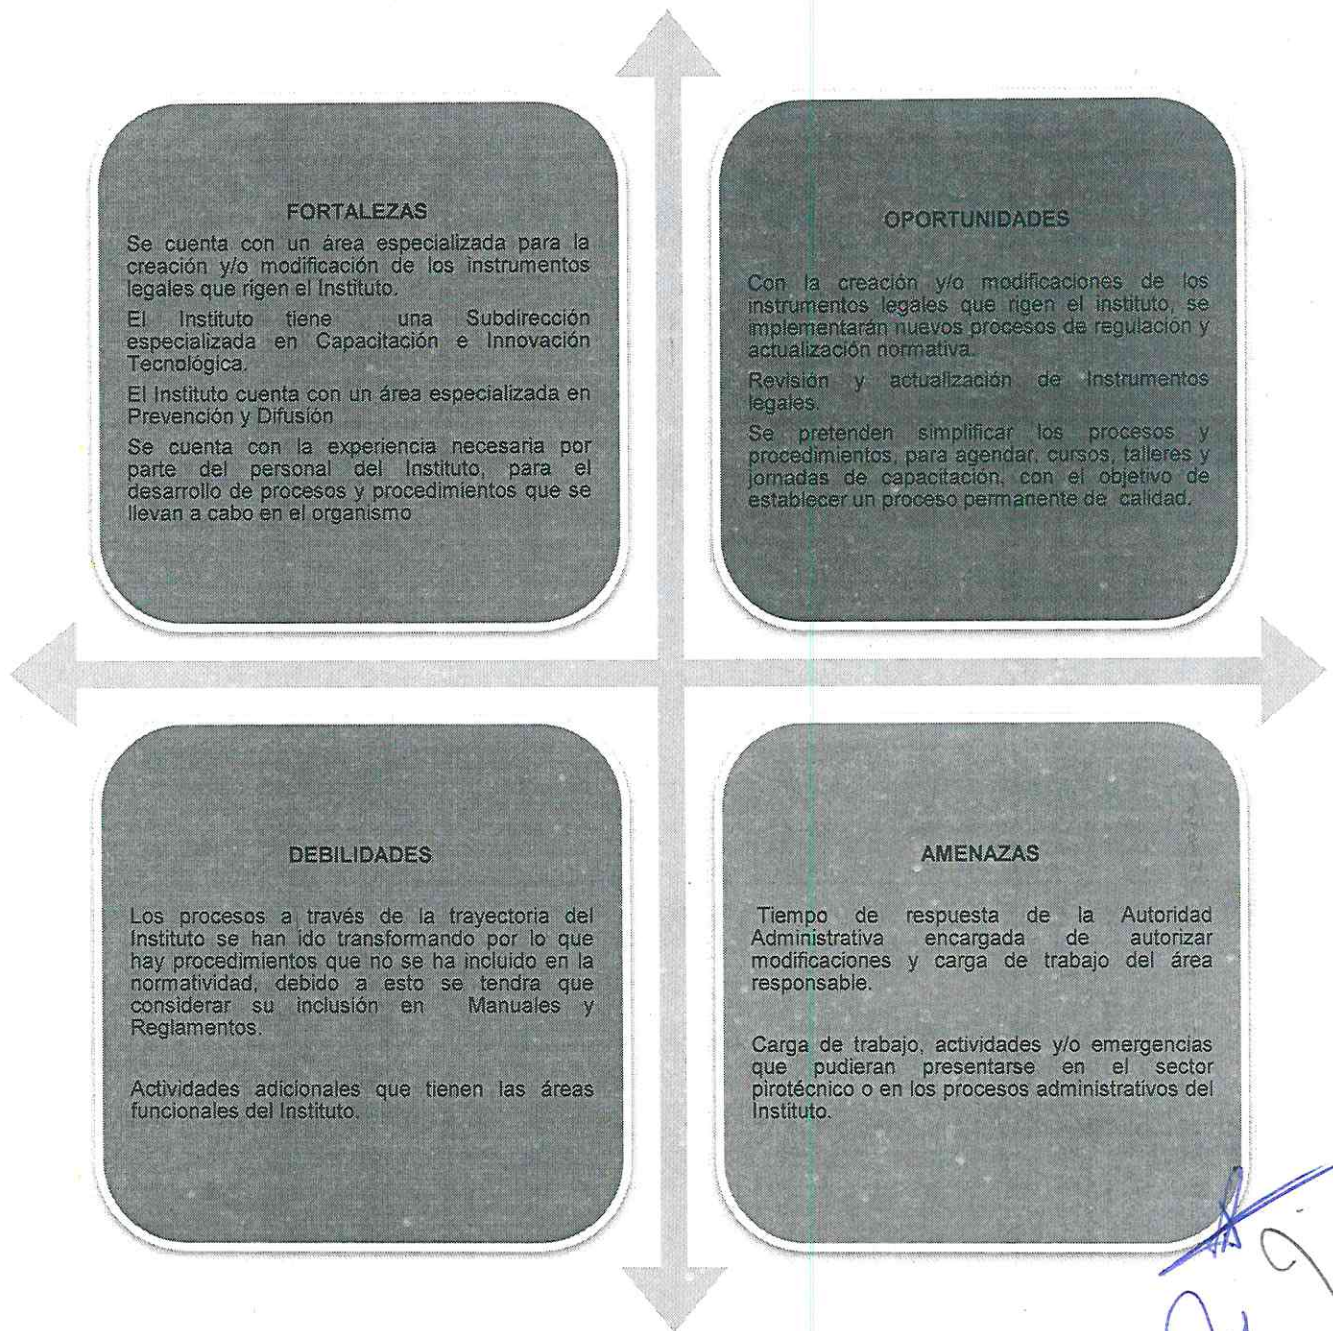 FORTALEZAS
Se cuenta con un área especializada para la
creación y/o modificación de los instrumentos
legales que rigen el Instituto.
El Instituto tiene una Subdirección
especializada en Capacitación e Innovación
Tecnológica.
El Instituto cuenta con un área especializada en
Prevención y Difusión
Se cuenta con la experiencia necesaria por
parte del personal del Instituto, para el
desarrollo de procesos y procedimientos que se
llevan a cabo en el organismo
OPORTUNIDADES
Con la creación y/o modificaciones de los
instrumentos legales que rigen el instituto, se
implementarán nuevos procesos de regulación y
actualización normativa.
Revisión y actualización de Instrumentos
legales.
Se pretenden simplificar los procesos y
procedimientos, para agendar, cursos, talleres y
jornadas de capacitación, con el objetivo de
establecer un proceso permanente de calidad.
DEBILIDADES
Los procesos a través de la trayectoria del
Instituto se han ido transformando por lo que
hay procedimientos que no se ha incluido en la
normatividad, debido a esto se tendra que
considerar su inclusión en Manuales y
Reglamentos.
Actividades adicionales que tienen las áreas
funcionales del Instituto.
AMENAZAS
Tiempo de respuesta de la Autoridad
Administrativa encargada de autorizar
modificaciones y carga de trabajo del área
responsable.
Carga de trabajo, actividades y/o emergencias
que pudieran presentarse en el sector
pirotécnico o en los procesos administrativos del
Instituto.